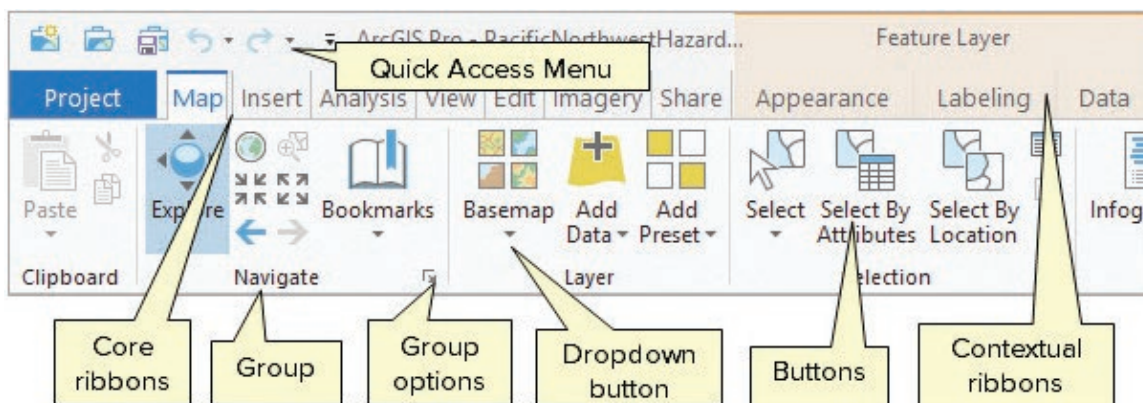 ArcGIS Pro - PacificNorthwestHazard...
Feature Layer
Quick Access Menu
Project Map Insert Analysis View Edit Imagery Share Appearance Labeling Data
Paste Explore Bookmarks Basemap Add Data Add Preset Select Select By Attributes Select By Location
Clipboard Navigate Layer
Core ribbons
Group
Group options
Dropdown button
Buttons
Contextual ribbons